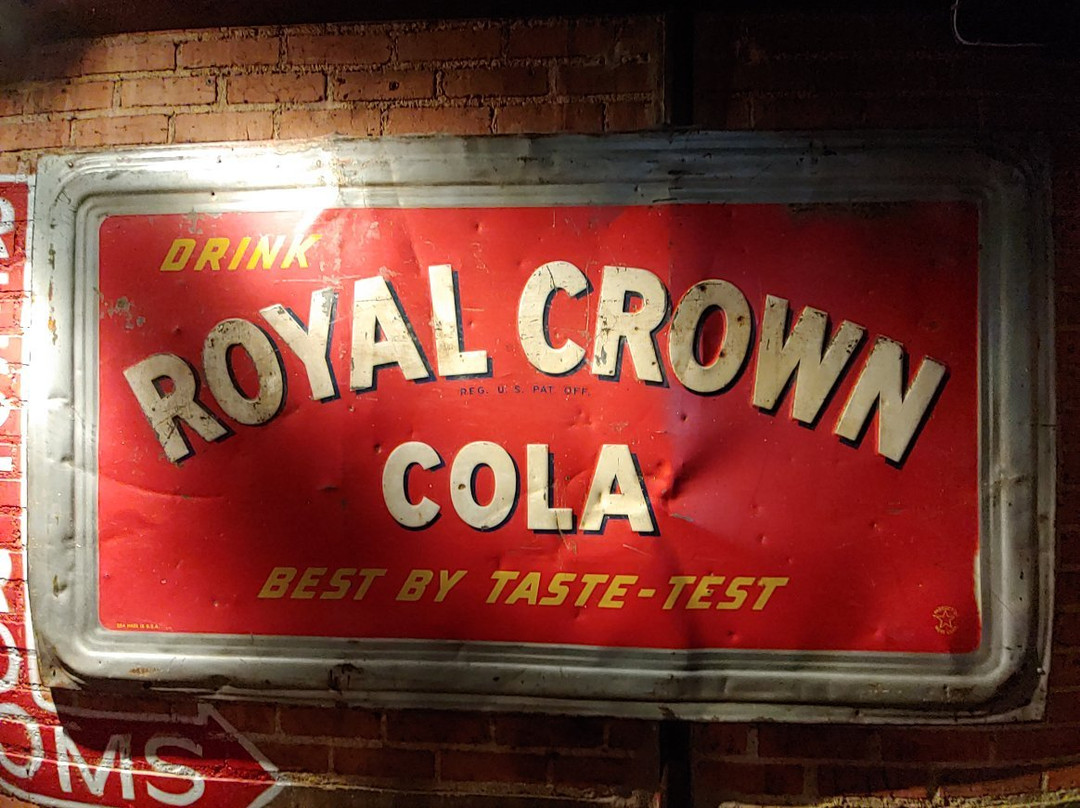 DRINK
ROYAL CROWN
REG. U. S. PAT. OFF.
COLA
BEST BY TASTE-TEST
OMS